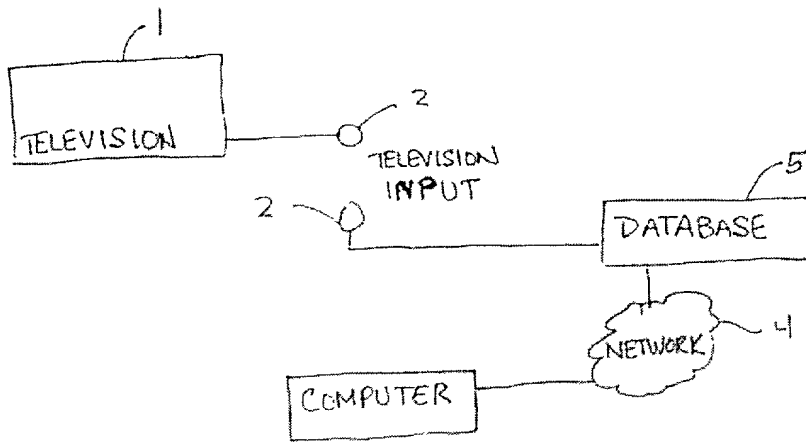 1
TELEVISION
2
TELEVISION
INPUT
2
5
DATABASE
NETWORK
4
COMPUTER